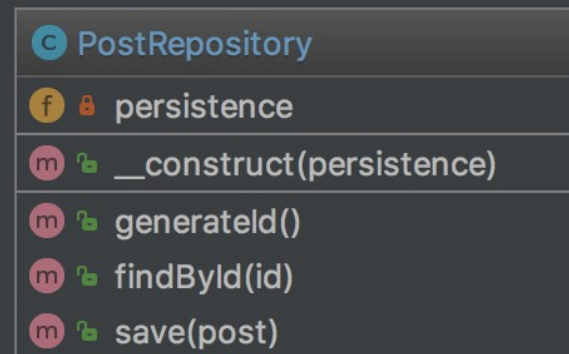 C PostRepository
f persistence
m __construct(persistence)
m generateId()
m findById(id)
m save(post)